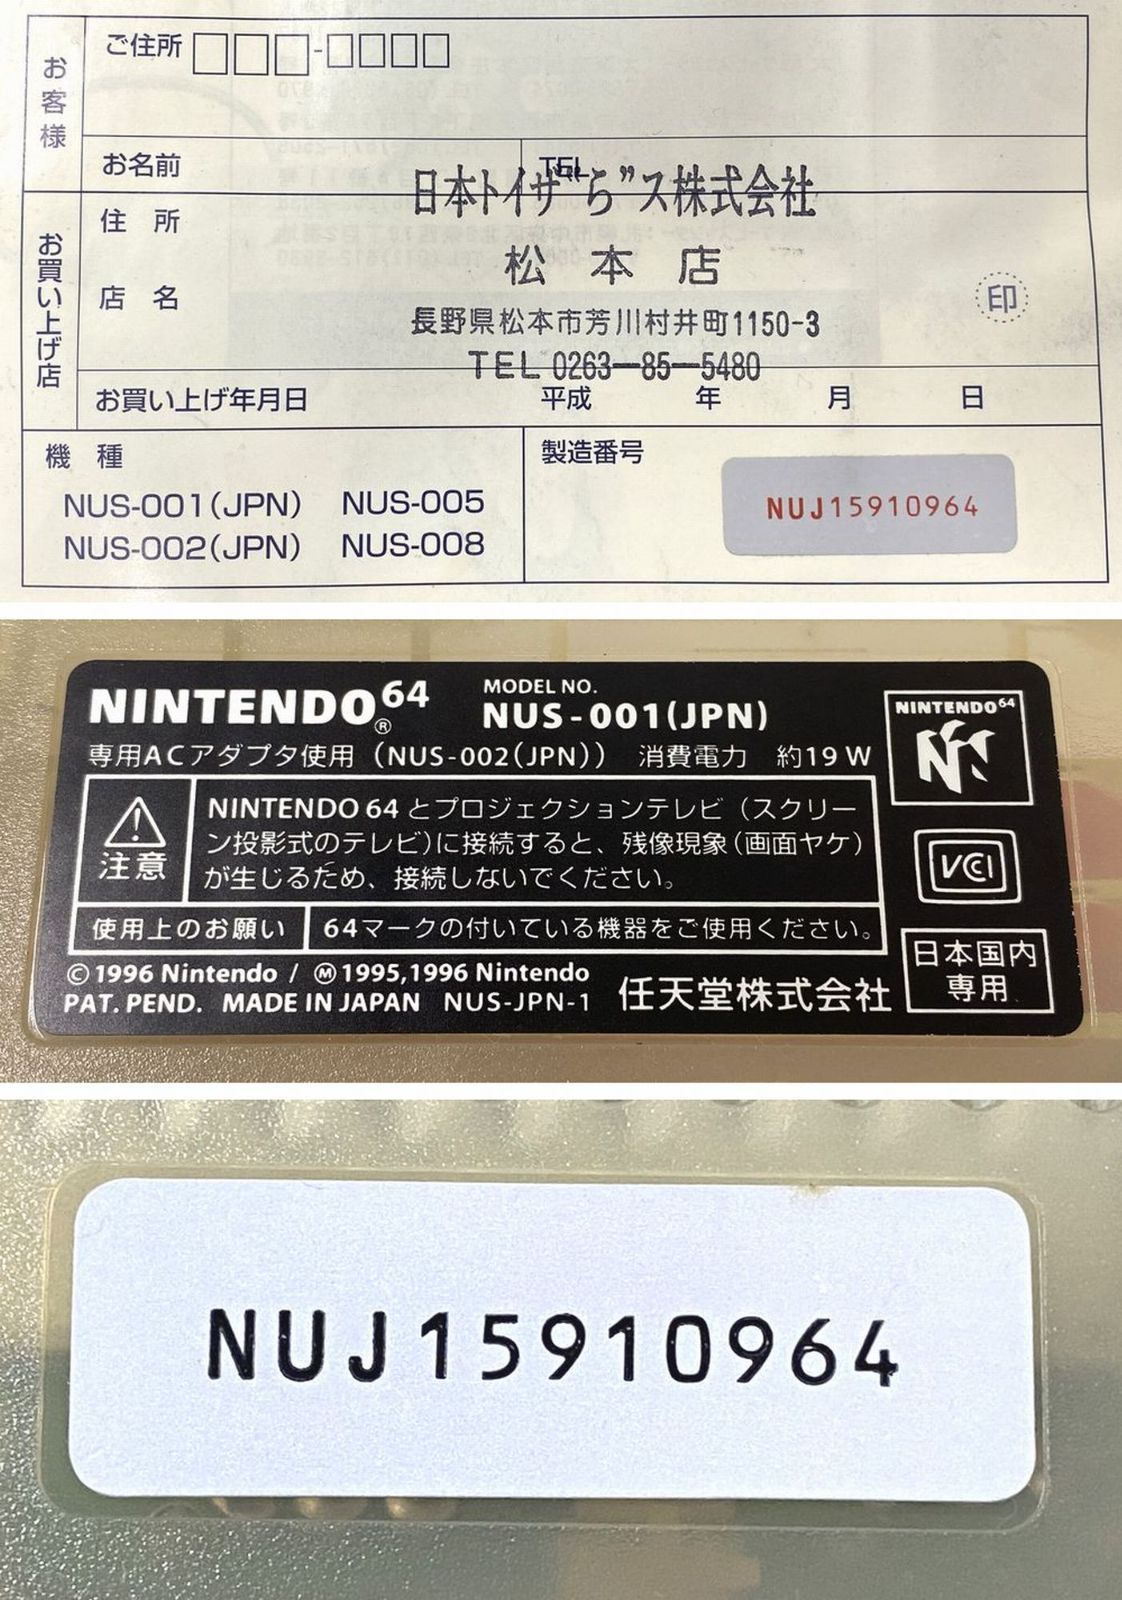 お客様
ご住所 □□□-□□□□
お名前
TEL
お買い上げ店
住所
店名
日本トイザ"ら"ス株式会社
松本店
長野県松本市芳川村井町1150-3
TEL 0263-85-5480
印
お買い上げ年月日 平成 年 月 日
機種
NUS-001(JPN) NUS-005
NUS-002(JPN) NUS-008
製造番号
NUJ15910964
NINTENDO64® MODEL NO.
NUS-001(JPN)
専用ACアダプタ使用(NUS-002(JPN)) 消費電力 約19W
注意
NINTENDO 64 とプロジェクションテレビ(スクリー
ン投影式のテレビ)に接続すると、残像現象(画面ヤケ)
が生じるため、接続しないでください。
使用上のお願い
64マークの付いている機器をご使用ください。
© 1996 Nintendo / Ⓜ 1995,1996 Nintendo
PAT. PEND. MADE IN JAPAN NUS-JPN-1 任天堂株式会社
NINTENDO64
N
VCCI
日本国内
専用
NUJ15910964